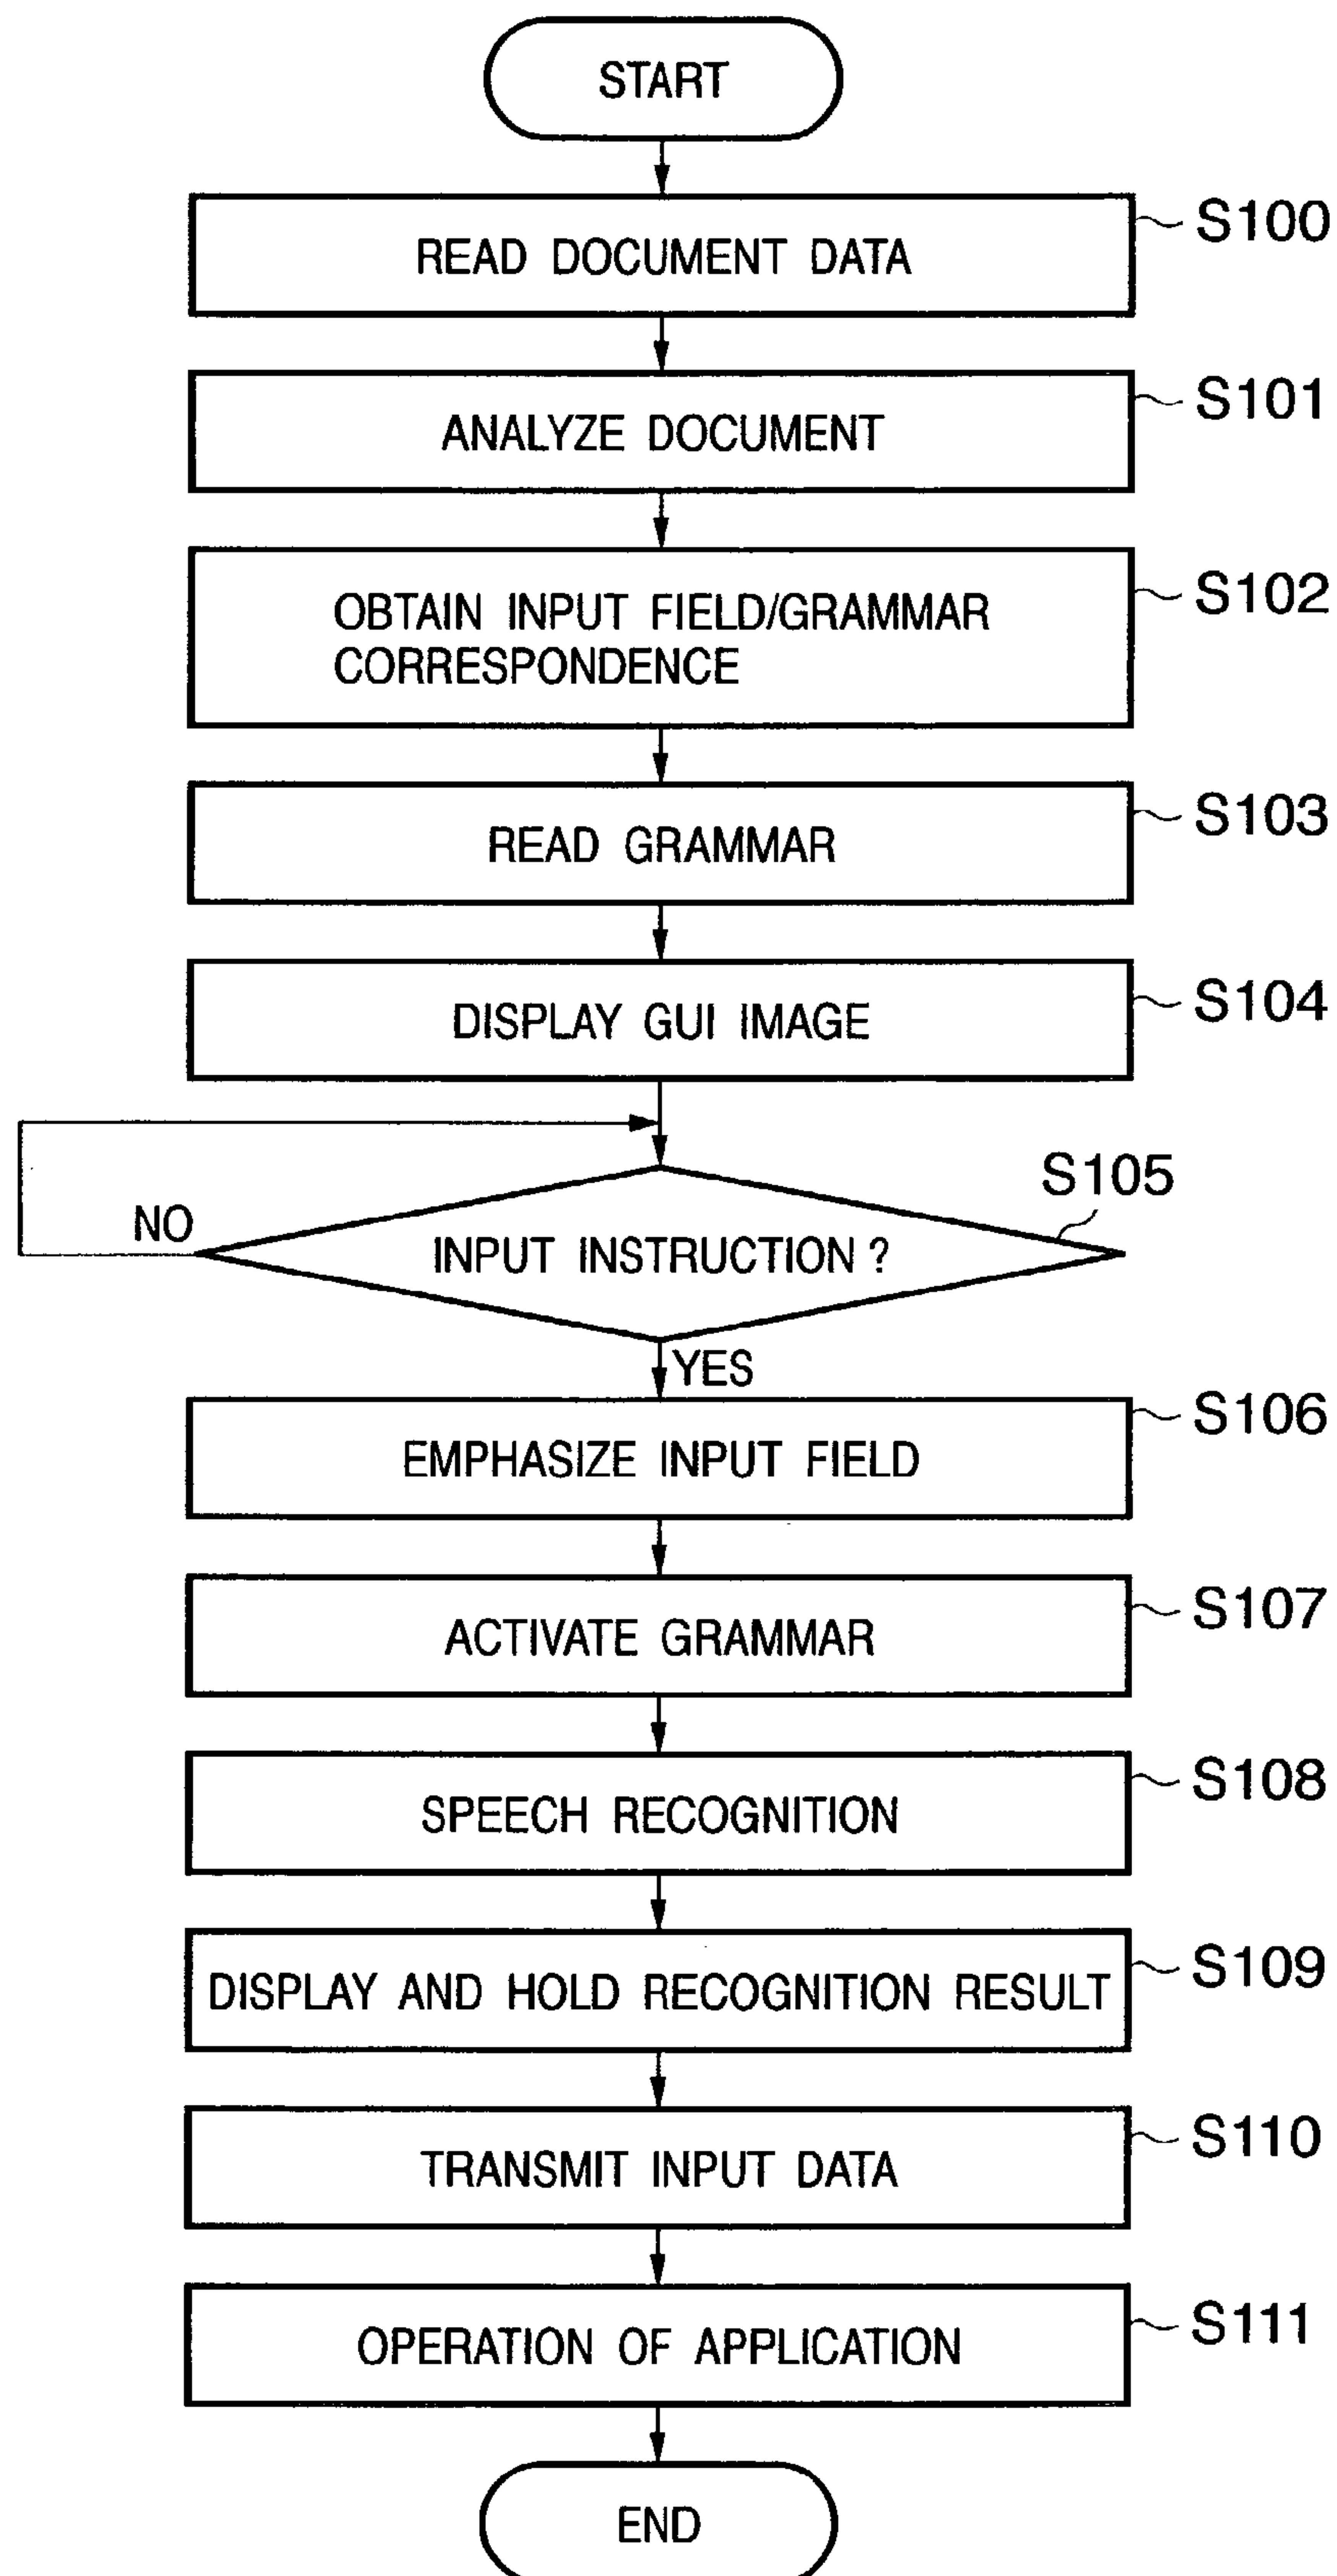 START
READ DOCUMENT DATA
S100
ANALYZE DOCUMENT
S101
OBTAIN INPUT FIELD/GRAMMAR
CORRESPONDENCE
S102
READ GRAMMAR
S103
DISPLAY GUI IMAGE
S104
S105
NO
INPUT INSTRUCTION ?
YES
EMPHASIZE INPUT FIELD
S106
ACTIVATE GRAMMAR
S107
SPEECH RECOGNITION
S108
DISPLAY AND HOLD RECOGNITION RESULT
S109
TRANSMIT INPUT DATA
S110
OPERATION OF APPLICATION
S111
END